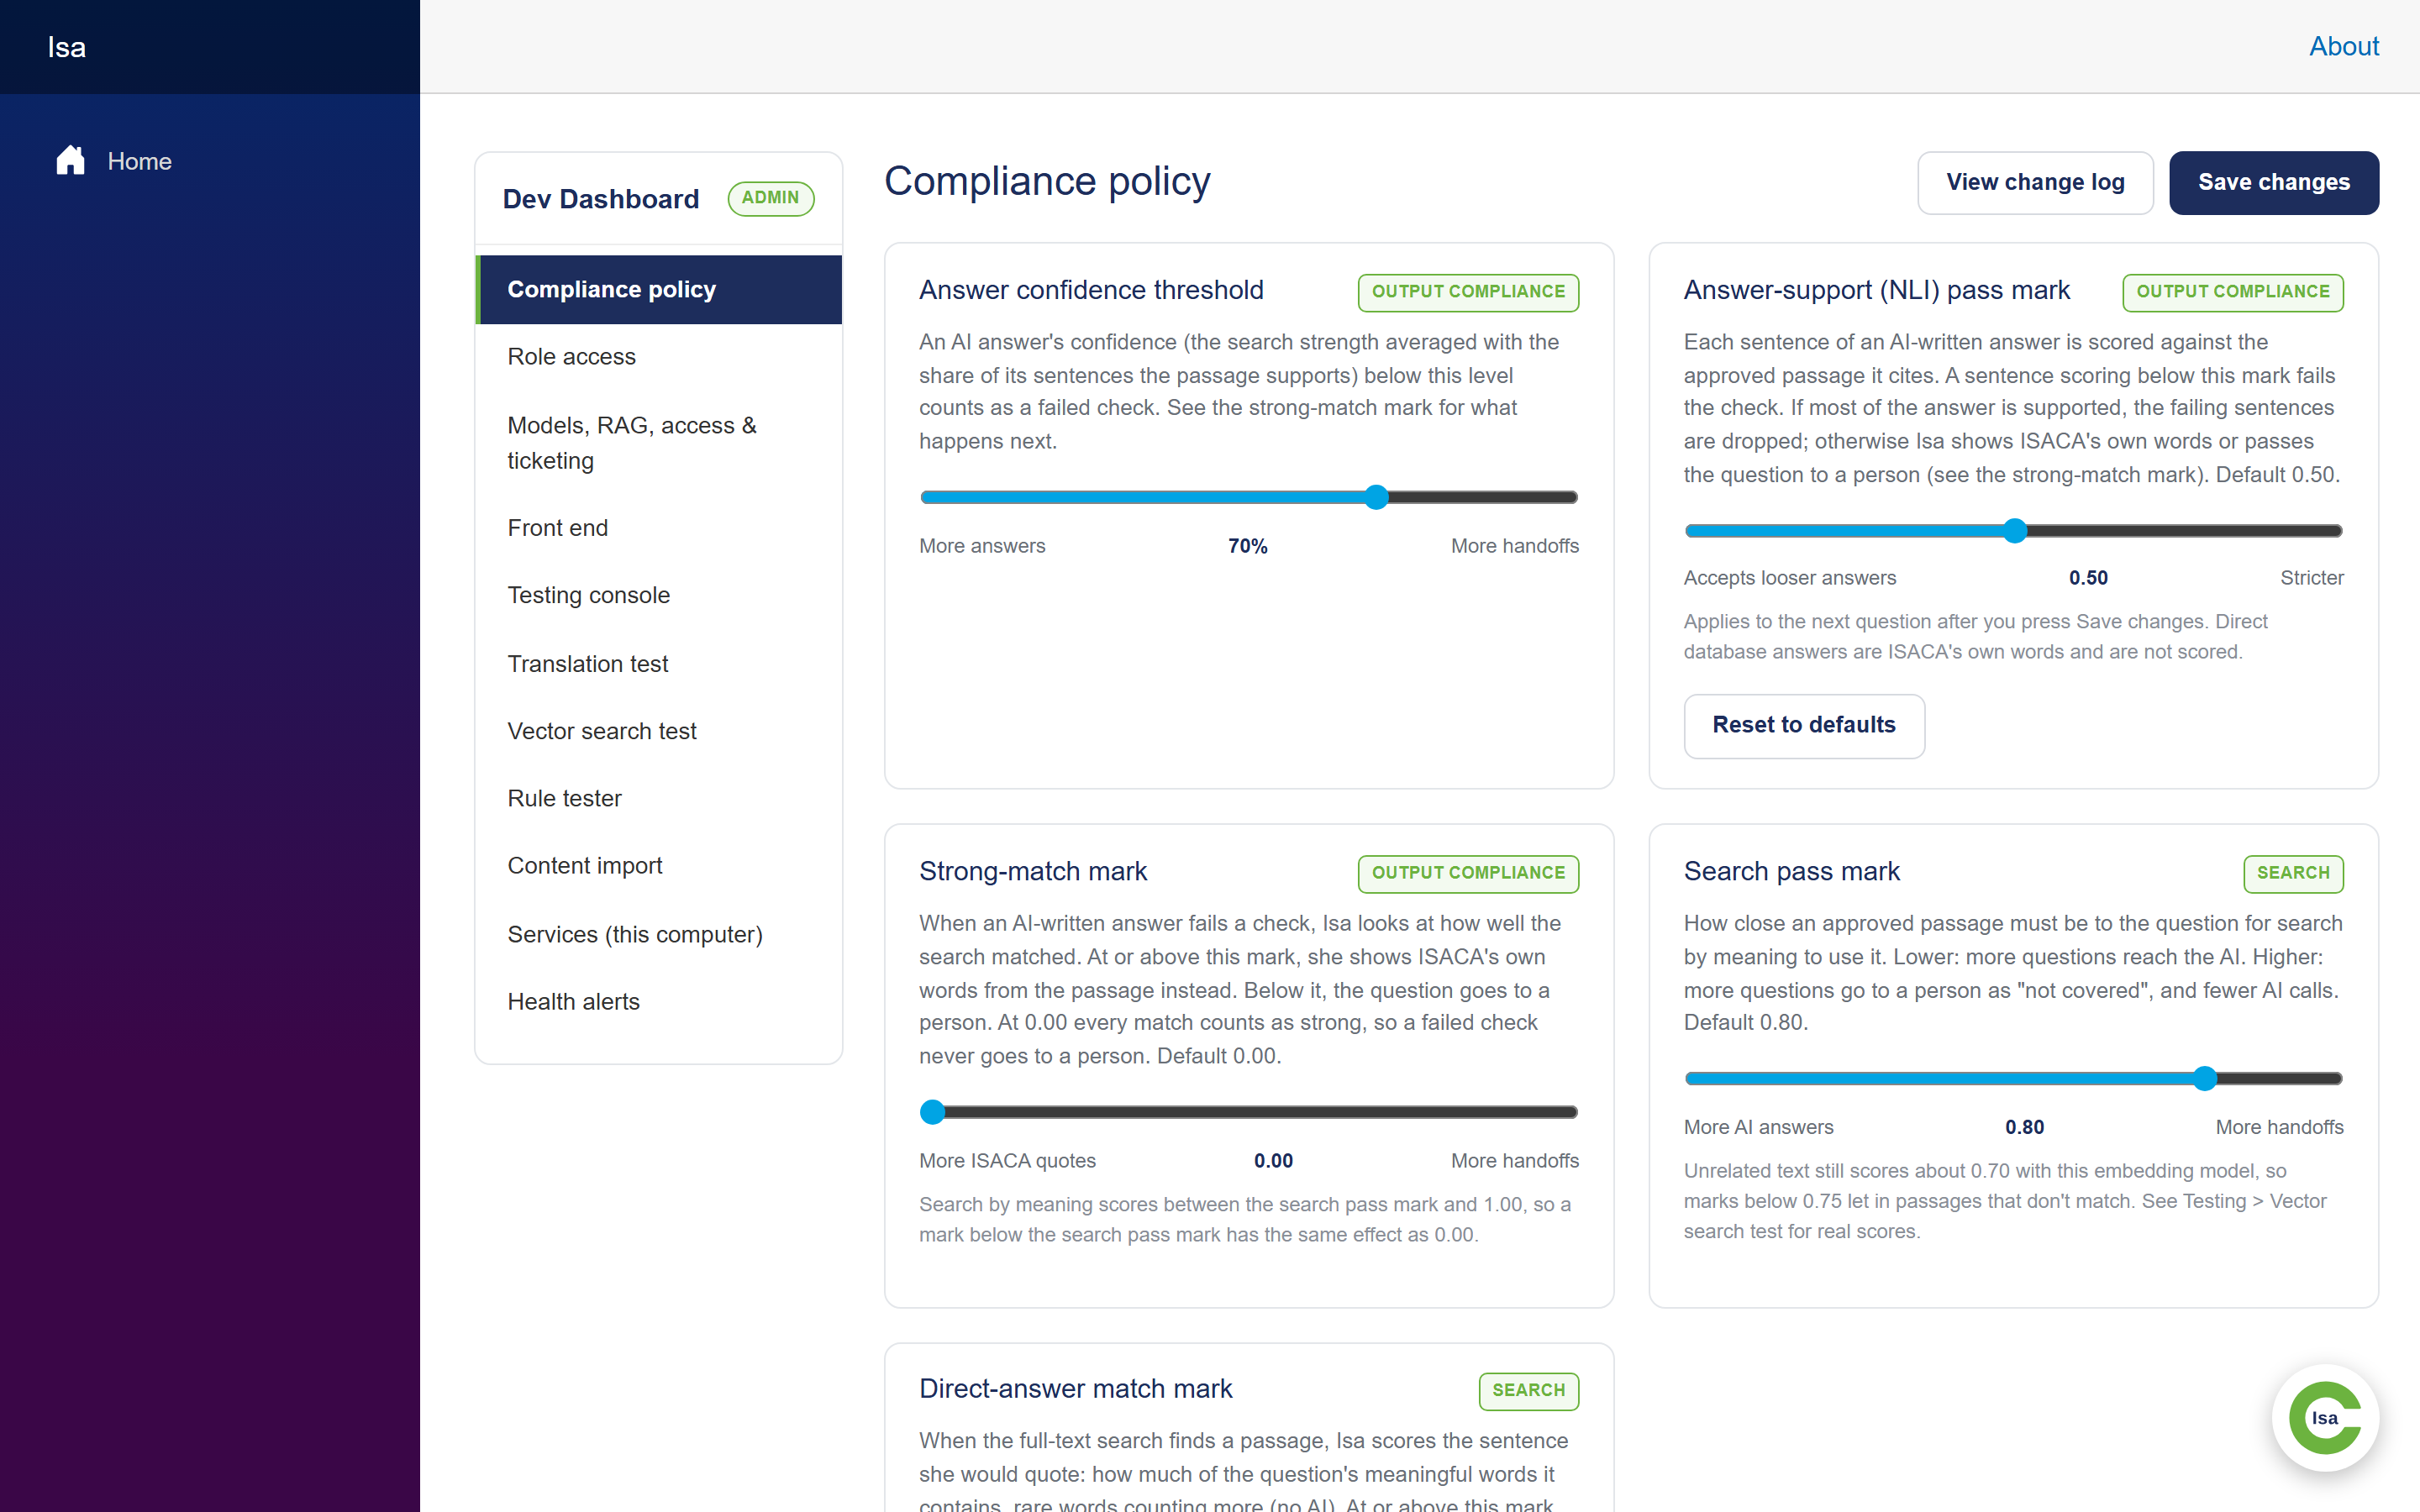 Isa
About
Home
Dev Dashboard
ADMIN
Compliance policy
Role access
Models, RAG, access &
ticketing
Front end
Testing console
Translation test
Vector search test
Rule tester
Content import
Services (this computer)
Health alerts
Compliance policy
View change log
Save changes
Answer confidence threshold
OUTPUT COMPLIANCE
An AI answer's confidence (the search strength averaged with the
share of its sentences the passage supports) below this level
counts as a failed check. See the strong-match mark for what
happens next.
More answers
70%
More handoffs
Answer-support (NLI) pass mark
OUTPUT COMPLIANCE
Each sentence of an AI-written answer is scored against the
approved passage it cites. A sentence scoring below this mark fails
the check. If most of the answer is supported, the failing sentences
are dropped; otherwise Isa shows ISACA's own words or passes
the question to a person (see the strong-match mark). Default 0.50.
Accepts looser answers
0.50
Stricter
Applies to the next question after you press Save changes. Direct
database answers are ISACA's own words and are not scored.
Reset to defaults
Strong-match mark
OUTPUT COMPLIANCE
When an AI-written answer fails a check, Isa looks at how well the
search matched. At or above this mark, she shows ISACA's own
words from the passage instead. Below it, the question goes to a
person. At 0.00 every match counts as strong, so a failed check
never goes to a person. Default 0.00.
More ISACA quotes
0.00
More handoffs
Search by meaning scores between the search pass mark and 1.00, so a
mark below the search pass mark has the same effect as 0.00.
Search pass mark
SEARCH
How close an approved passage must be to the question for search
by meaning to use it. Lower: more questions reach the AI. Higher:
more questions go to a person as "not covered", and fewer AI calls.
Default 0.80.
More AI answers
0.80
More handoffs
Unrelated text still scores about 0.70 with this embedding model, so
marks below 0.75 let in passages that don't match. See Testing > Vector
search test for real scores.
Direct-answer match mark
SEARCH
When the full-text search finds a passage, Isa scores the sentence
she would quote: how much of the question's meaningful words it
contains, rare words counting more (no AI). At or above this mark
Isa